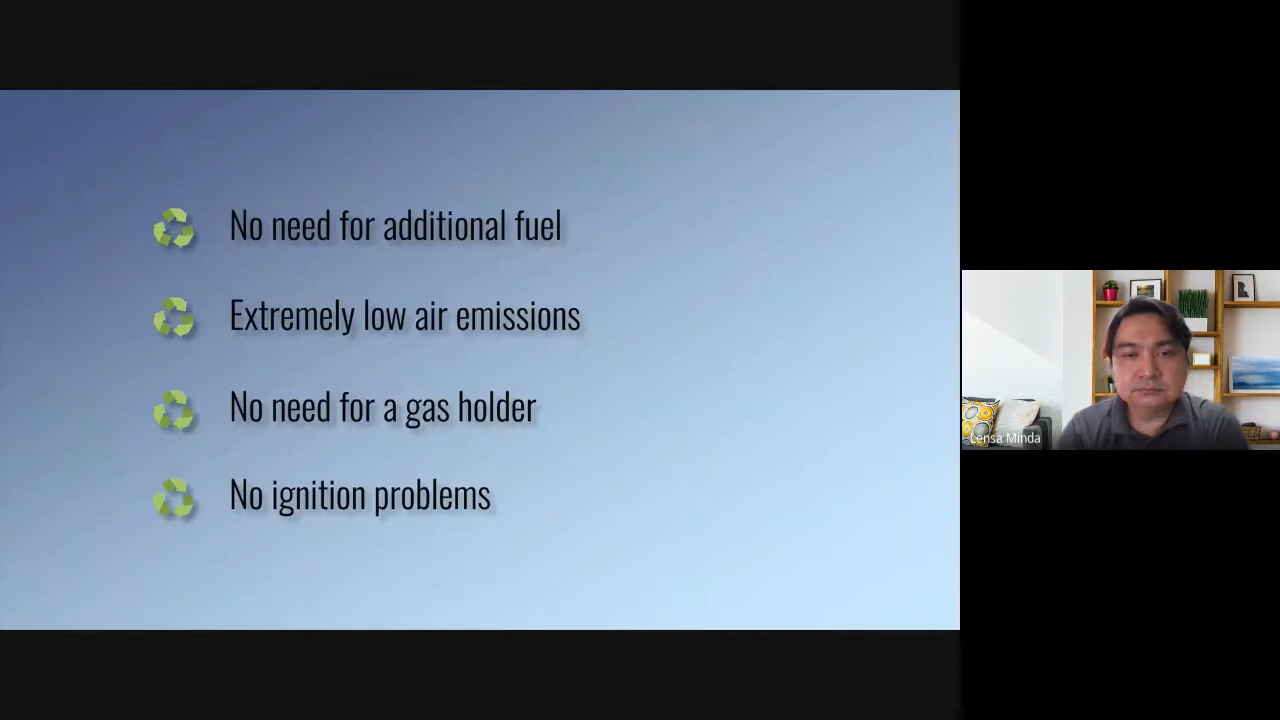 No need for additional fuel
Extremely low air emissions
No need for a gas holder
No ignition problems
Lensa Minda